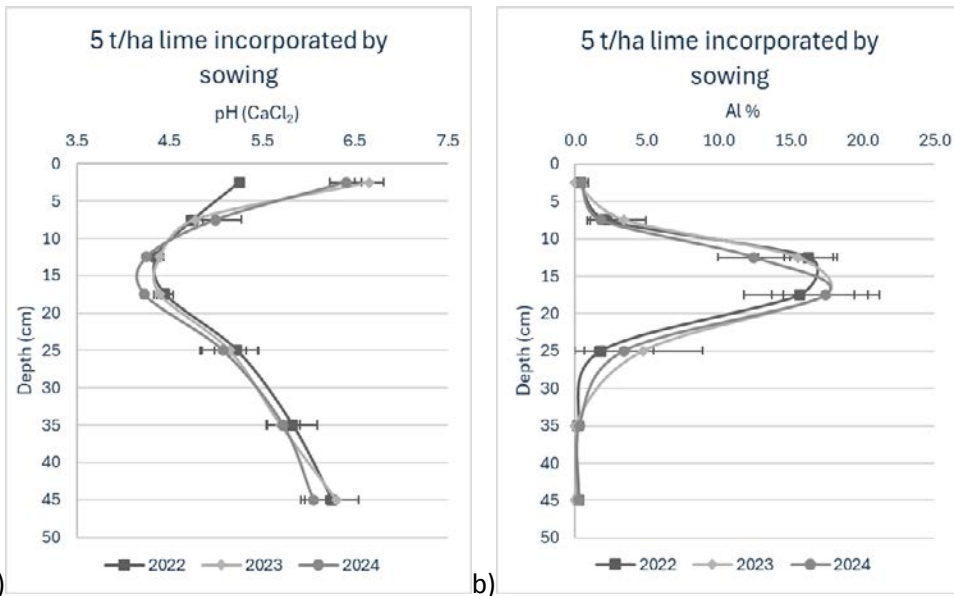 5 t/ha lime incorporated by
sowing
pH (CaCl₂)
3.5 4.5 5.5 6.5 7.5
0
5
10
15
20
25
30
35
40
45
50
Depth (cm)
2022 2023 2024
)
b)
5 t/ha lime incorporated by
sowing
Al %
0.0 5.0 10.0 15.0 20.0 25.0
0
5
10
15
20
25
30
35
40
45
50
Depth (cm)
2022 2023 2024